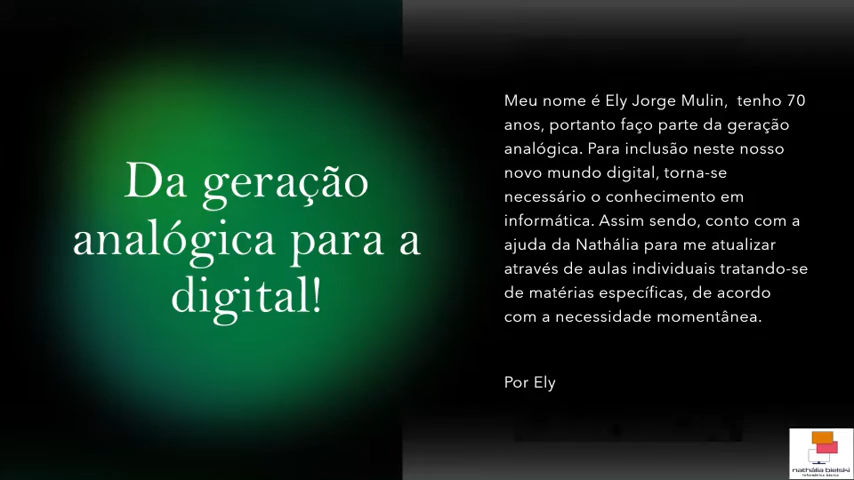 Da geração
analógica para a
digital!
Meu nome é Ely Jorge Mulin, tenho 70
anos, portanto faço parte da geração
analógica. Para inclusão neste nosso
novo mundo digital, torna-se
necessário o conhecimento em
informática. Assim sendo, conto com a
ajuda da Nathália para me atualizar
através de aulas individuais tratando-se
de matérias específicas, de acordo
com a necessidade momentânea.
Por Ely
nathália bielski